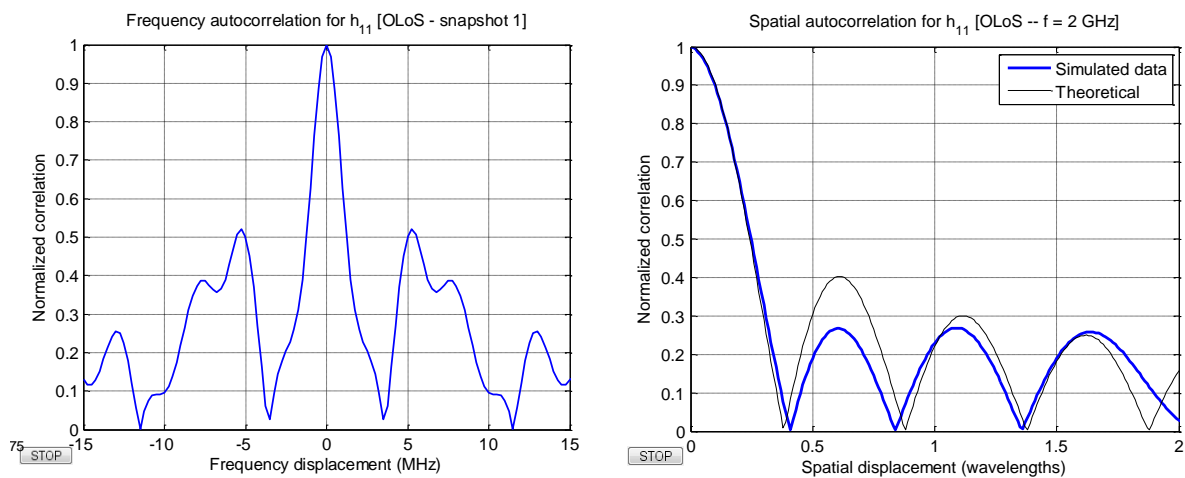 Frequency autocorrelation for h11 [OLoS - snapshot 1]
1
0.9
0.8
0.7
0.6
0.5
0.4
0.3
0.2
0.1
0
Normalized correlation
-15 -10 -5 0 5 10 15
Frequency displacement (MHz)
75
STOP
Spatial autocorrelation for h11 [OLoS -- f = 2 GHz]
Simulated data
Theoretical
1
0.9
0.8
0.7
0.6
0.5
0.4
0.3
0.2
0.1
0
Normalized correlation
0 0.5 1 1.5 2
Spatial displacement (wavelengths)
STOP